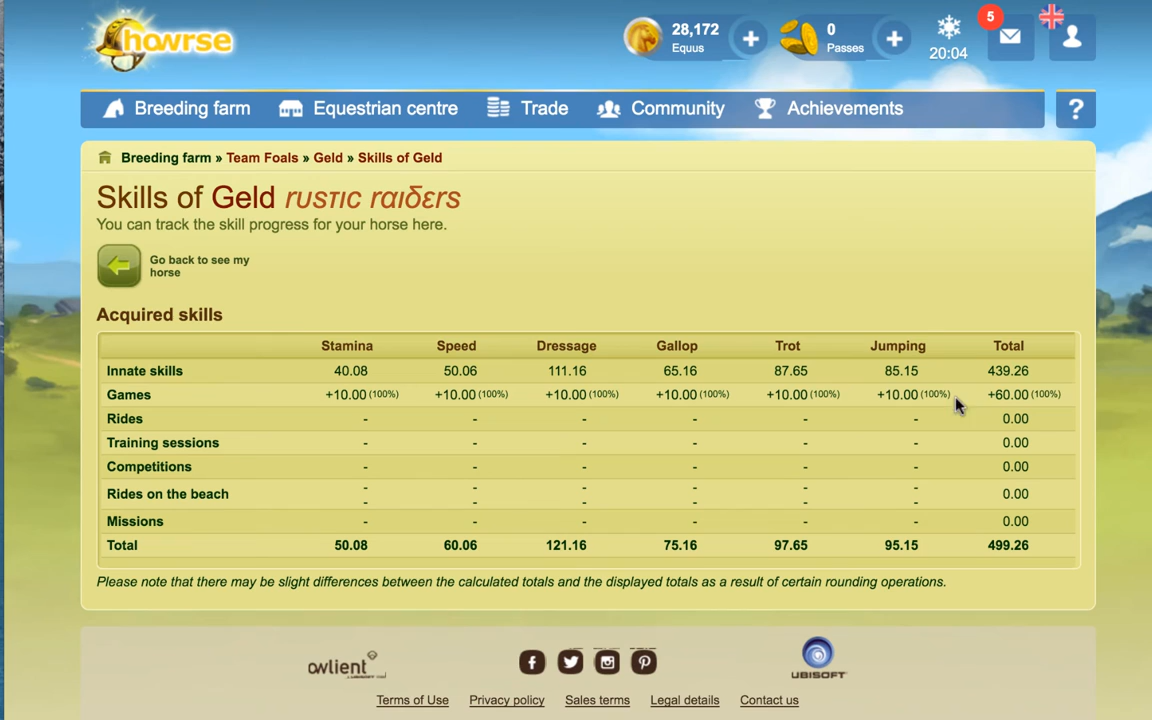 howrse
28,172
Equus
0
Passes
20:04
5
Breeding farm
Equestrian centre
Trade
Community
Achievements
?
Breeding farm » Team Foals » Geld » Skills of Geld
Skills of Geld rusτιc rαιδεrs
You can track the skill progress for your horse here.
Go back to see my
horse
Acquired skills
Stamina Speed Dressage Gallop Trot Jumping Total
Innate skills 40.08 50.06 111.16 65.16 87.65 85.15 439.26
Games +10.00 (100%) +10.00 (100%) +10.00 (100%) +10.00 (100%) +10.00 (100%) +10.00 (100%) +60.00 (100%)
Rides - - - - - - 0.00
Training sessions - - - - - - 0.00
Competitions - - - - - - 0.00
- - - - - -
Rides on the beach 0.00
- - - - - -
Missions - - - - - - 0.00
Total 50.08 60.06 121.16 75.16 97.65 95.15 499.26
Please note that there may be slight differences between the calculated totals and the displayed totals as a result of certain rounding operations.
owlient
UBISOFT
Terms of Use Privacy policy Sales terms Legal details Contact us